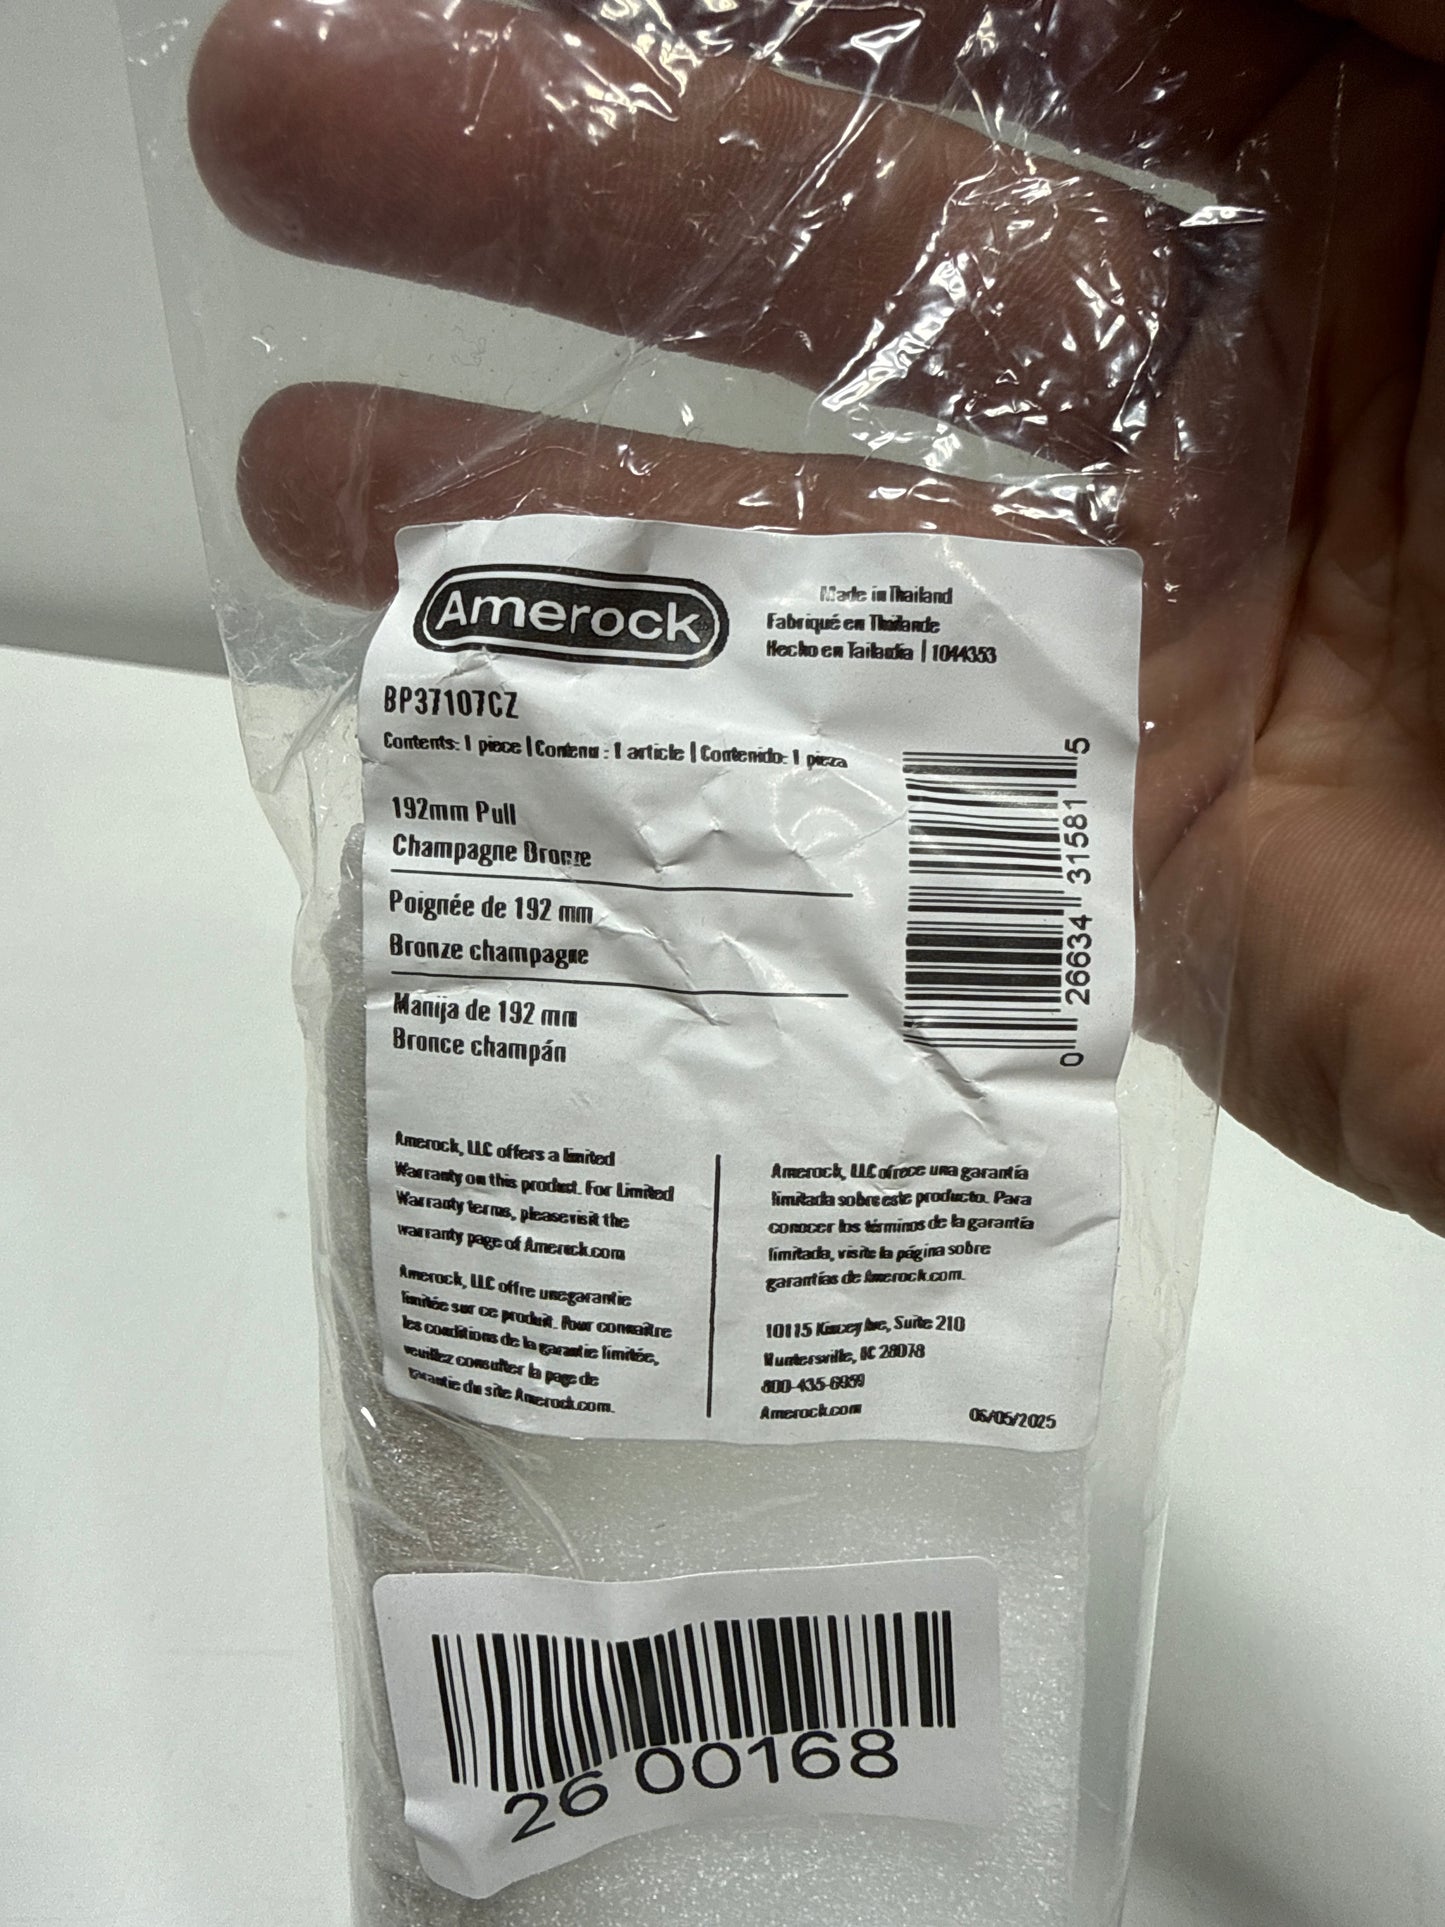 Amerock
Made in Thailand
Fabriqué en Thaïlande
Hecho en Tailandia | 1044353
BP37107CZ
Contents: 1 piece | Contenu : 1 article | Contenido: 1 pieza
192mm Pull
Champagne Bronze
Poignée de 192 mm
Bronze champagne
Manija de 192 mm
Bronce champán
0 26634 31581 5
Amerock, LLC offers a limited
Warranty on this product. For Limited
Warranty terms, please visit the
warranty page of Amerock.com
Amerock, LLC offre une garantie
limitée sur ce produit. Pour connaître
les conditions de la garantie limitée,
veuillez consulter la page de
garantie du site Amerock.com.
Amerock, LLC ofrece una garantía
limitada sobre este producto. Para
conocer los términos de la garantía
limitada, visite la página sobre
garantías de Amerock.com.
10115 Kincey Ave, Suite 210
Huntersville, NC 28078
800-435-6959
Amerock.com
06/05/2025
26 00168